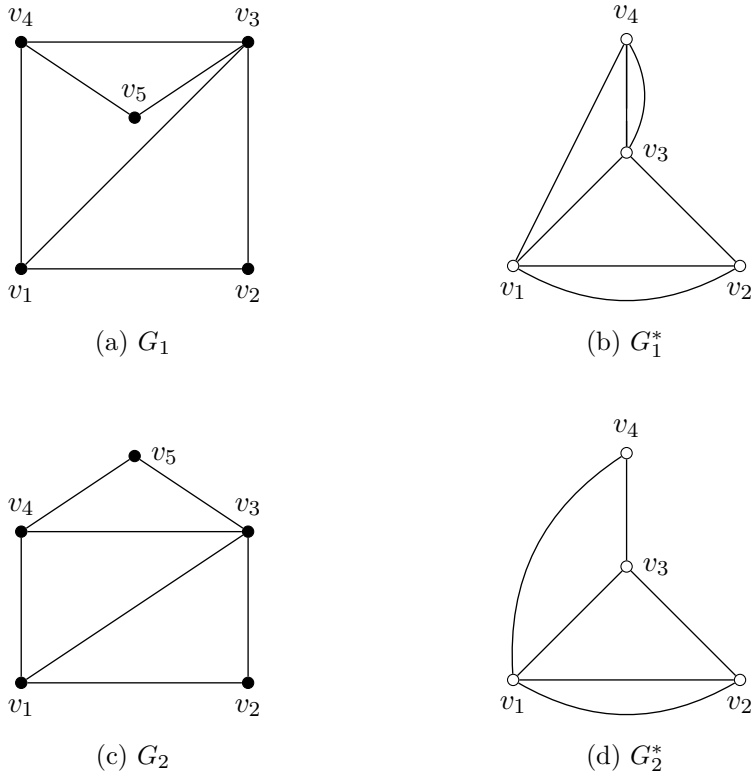 v₄ v₃ v₄
v₅
v₃
v₁ v₂ v₁ v₂
(a) G₁ (b) G₁*
v₅ v₄
v₄ v₃
v₃
v₁ v₂ v₁ v₂
(c) G₂ (d) G₂*